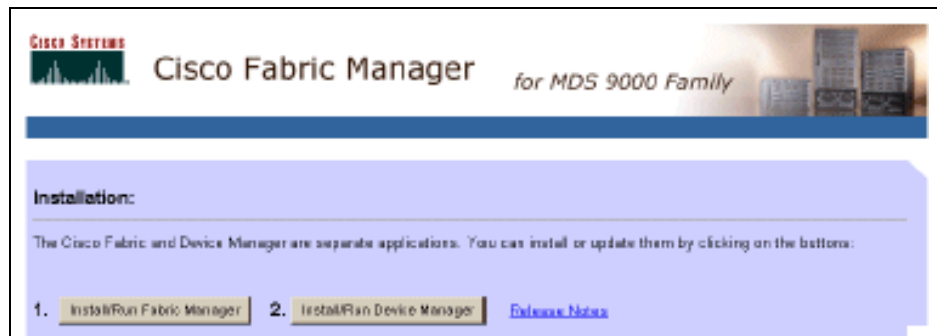 CISCO SYSTEMS
Cisco Fabric Manager for MDS 9000 Family
Installation:
The Cisco Fabric and Device Manager are separate applications. You can install or update them by clicking on the buttons:
1. Install/Run Fabric Manager 2. Install/Run Device Manager Release Notes